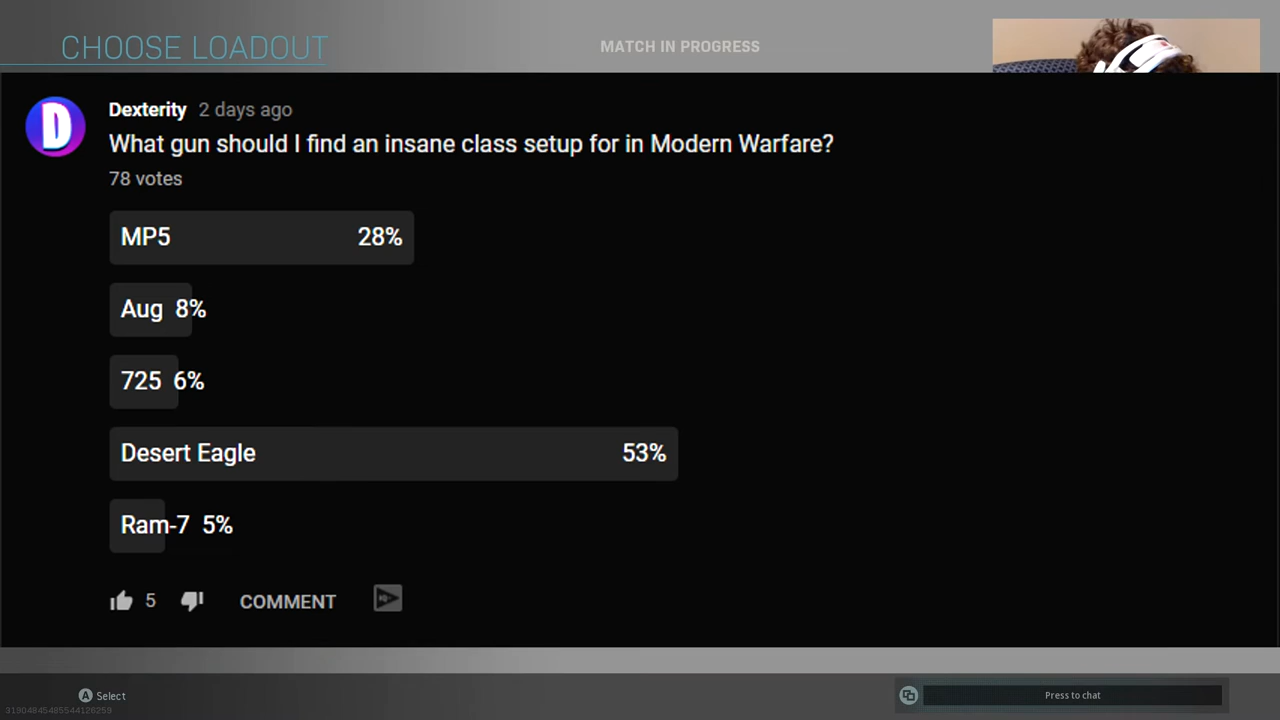 CHOOSE LOADOUT
MATCH IN PROGRESS
D
Dexterity 2 days ago
What gun should I find an insane class setup for in Modern Warfare?
78 votes
MP5 28%
Aug 8%
725 6%
Desert Eagle 53%
Ram-7 5%
5 COMMENT
A Select
Press to chat